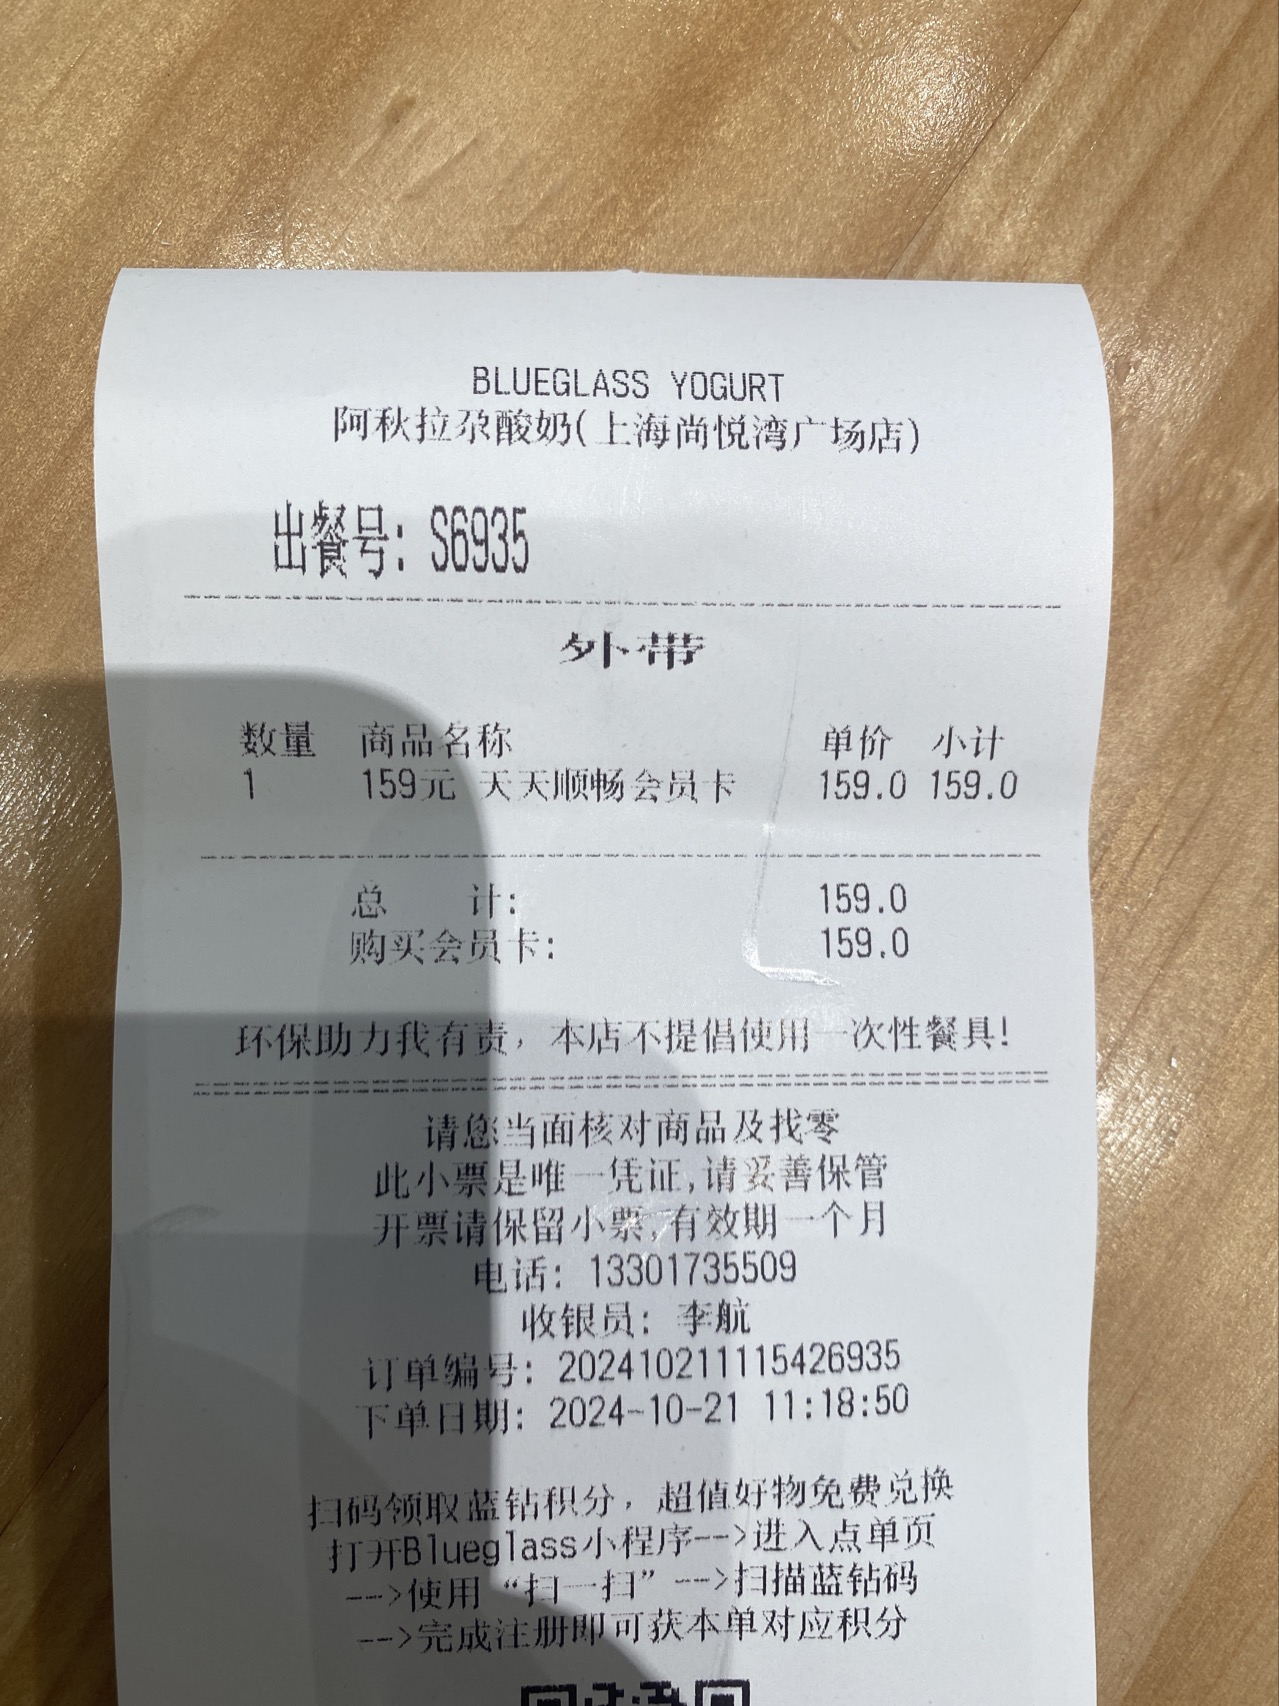 BLUEGLASS YOGURT
阿秋拉尕酸奶(上海尚悦湾广场店)
出餐号: S6935
外带
数量 商品名称 单价 小计
1 159元 天天顺畅会员卡 159.0 159.0
总 计: 159.0
购买会员卡: 159.0
环保助力我有责，本店不提倡使用一次性餐具!
请您当面核对商品及找零
此小票是唯一凭证,请妥善保管
开票请保留小票,有效期一个月
电话: 13301735509
收银员: 李航
订单编号: 202410211115426935
下单日期: 2024-10-21 11:18:50
扫码领取蓝钻积分，超值好物免费兑换
打开Blueglass小程序-->进入点单页
-->使用“扫一扫”-->扫描蓝钻码
-->完成注册即可获本单对应积分